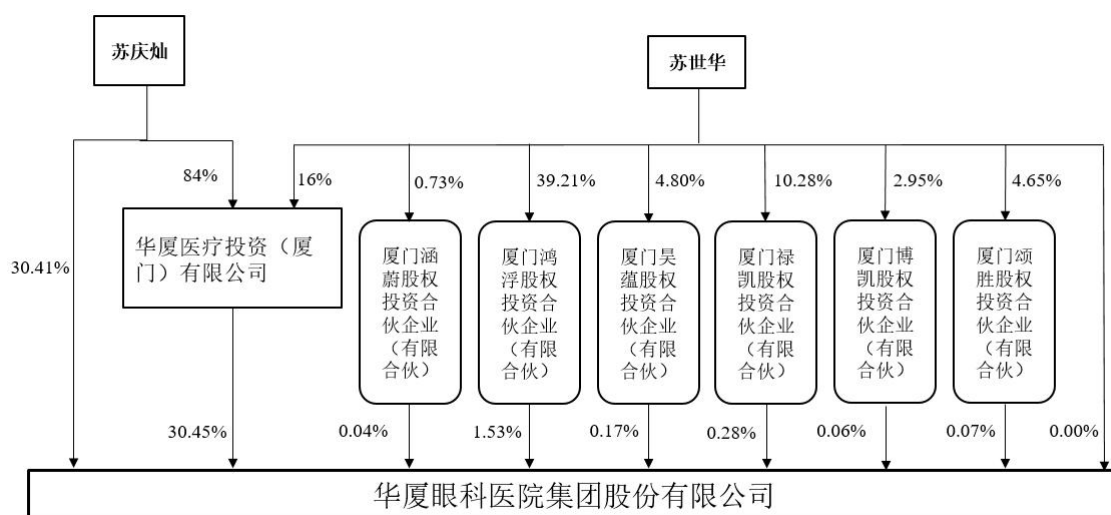 苏庆灿
苏世华
84%
16%
0.73%
39.21%
4.80%
10.28%
2.95%
4.65%
30.41%
华厦医疗投资（厦
门）有限公司
厦门涵
蔚股权
投资合
伙企业
（有限
合伙）
厦门鸿
浮股权
投资合
伙企业
（有限
合伙）
厦门昊
蕴股权
投资合
伙企业
（有限
合伙）
厦门禄
凯股权
投资合
伙企业
（有限
合伙）
厦门博
凯股权
投资合
伙企业
（有限
合伙）
厦门颂
胜股权
投资合
伙企业
（有限
合伙）
30.45%
0.04%
1.53%
0.17%
0.28%
0.06%
0.07%
0.00%
华厦眼科医院集团股份有限公司